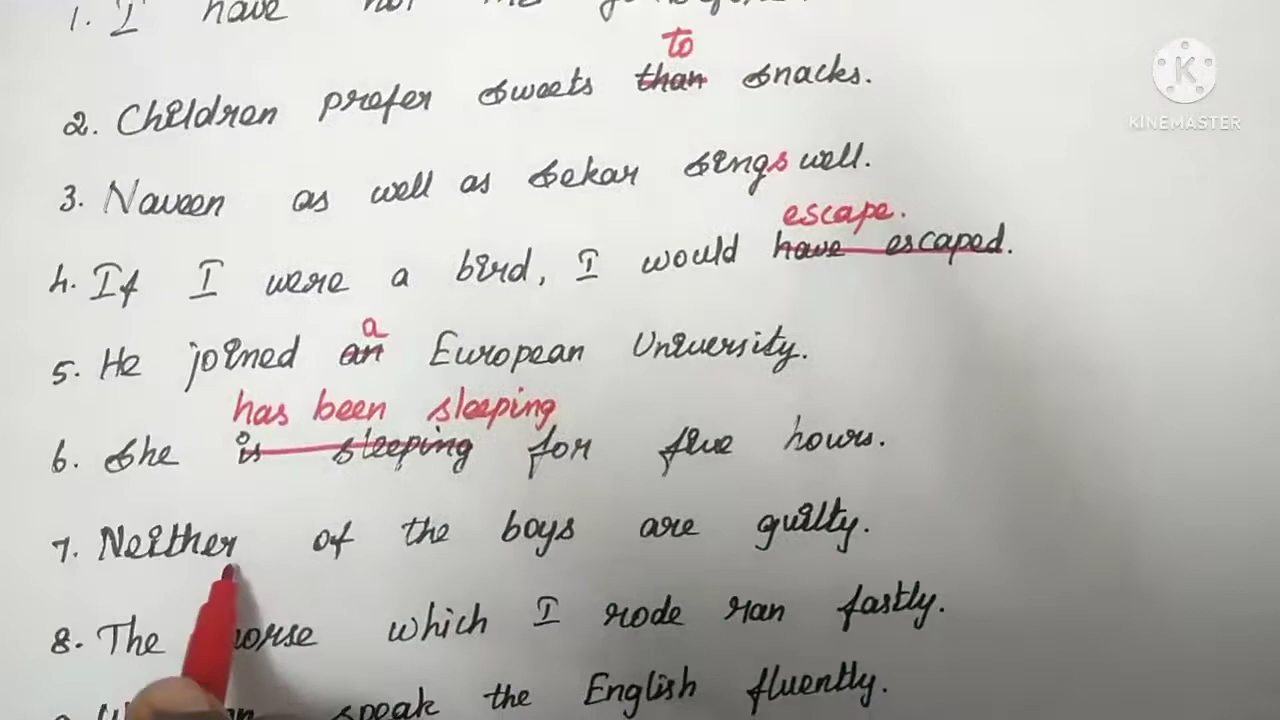 1. I have not
to
2. Children prefer sweets than snacks.
3. Naveen as well as Sekar sings well.
escape.
4. If I were a bird, I would have escaped.
a
5. He joined an European University.
has been sleeping
6. She is sleeping for five hours.
7. Neither of the boys are guilty.
8. The horse which I rode ran fastly.
speak the English fluently.
K
KINEMASTER